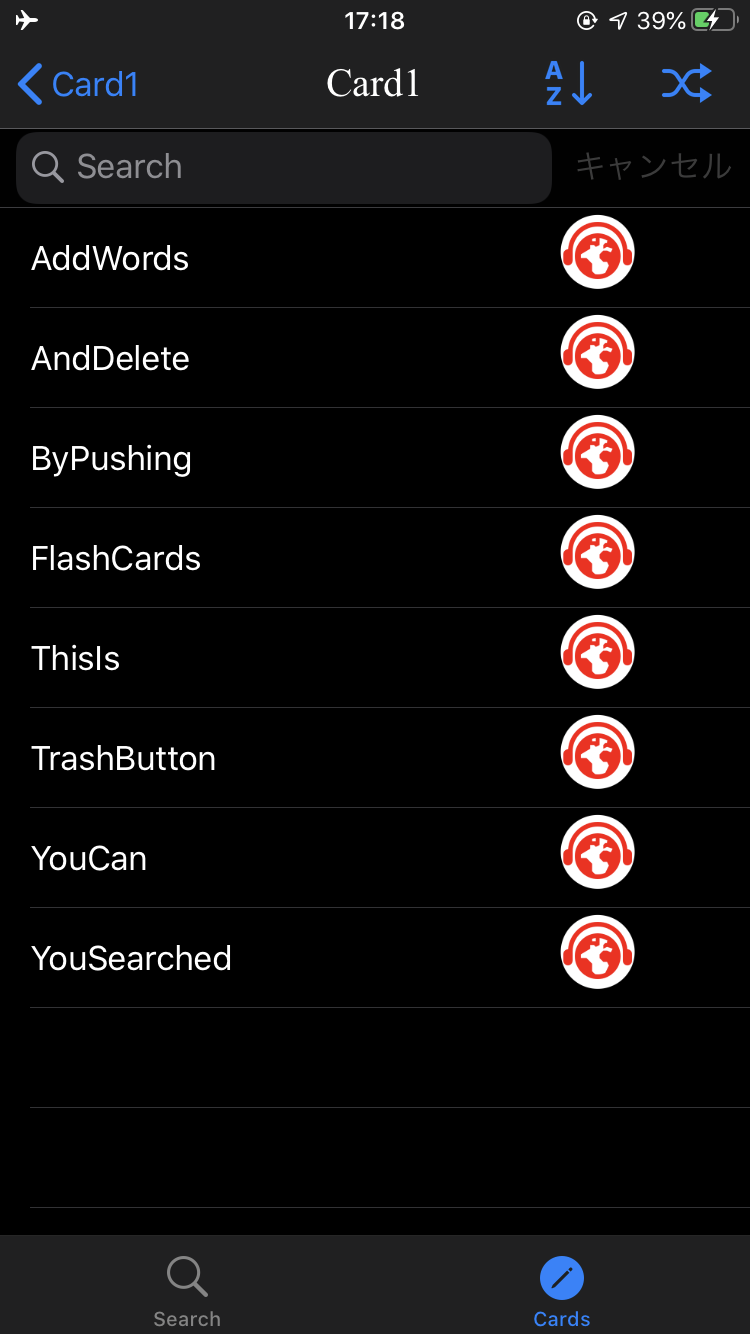 17:18
39%
Card1
Card1
A
Z
Search
キャンセル
AddWords
AndDelete
ByPushing
FlashCards
ThisIs
TrashButton
YouCan
YouSearched
Search
Cards